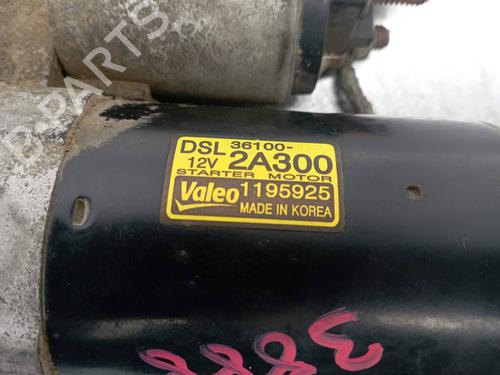 B-PARTS
DSL 36100-
12V 2A300
STARTER MOTOR
Valeo 1195925
MADE IN KOREA